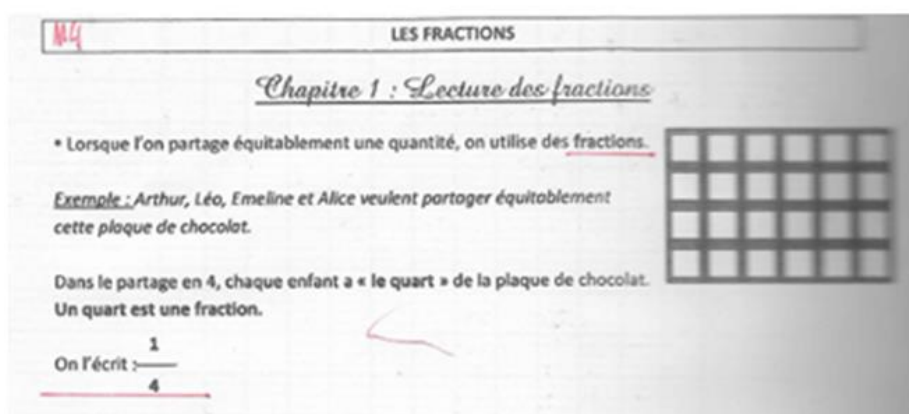 M4
LES FRACTIONS
Chapitre 1 : Lecture des fractions
* Lorsque l'on partage équitablement une quantité, on utilise des fractions.
Exemple : Arthur, Léo, Emeline et Alice veulent partager équitablement
cette plaque de chocolat.
Dans le partage en 4, chaque enfant a « le quart » de la plaque de chocolat.
Un quart est une fraction.
1
On l'écrit :
4